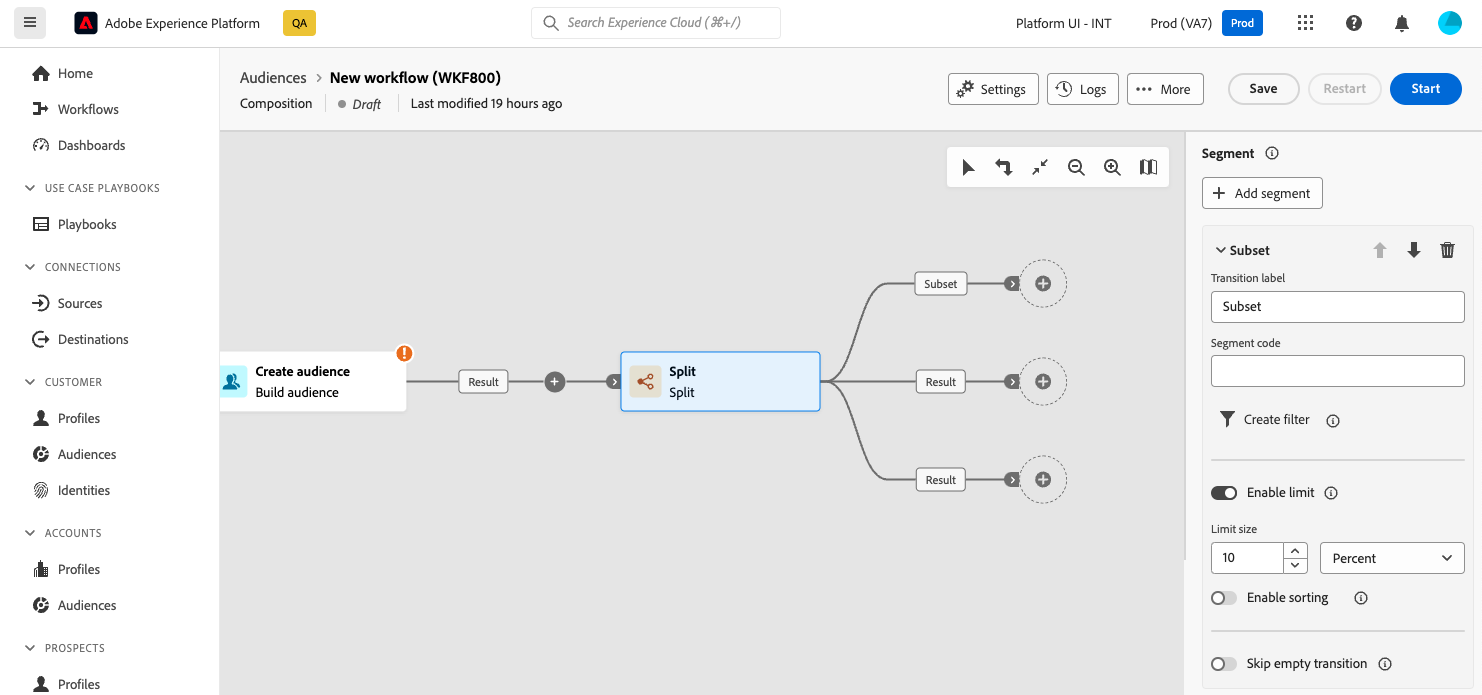 Adobe Experience Platform
QA
Search Experience Cloud (⌘+/)
Platform UI - INT
Prod (VA7)
Prod
Home
Workflows
Dashboards
USE CASE PLAYBOOKS
Playbooks
CONNECTIONS
Sources
Destinations
CUSTOMER
Profiles
Audiences
Identities
ACCOUNTS
Profiles
Audiences
PROSPECTS
Profiles
Audiences > New workflow (WKF800)
Composition
Draft
Last modified 19 hours ago
Settings
Logs
More
Save
Restart
Start
Create audience
Build audience
Result
Split
Split
Subset
Result
Result
Segment
Add segment
Subset
Transition label
Subset
Segment code
Create filter
Enable limit
Limit size
10
Percent
Enable sorting
Skip empty transition